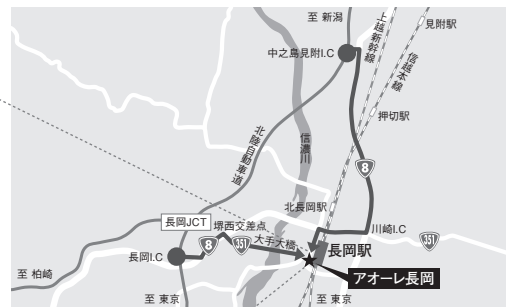 至 新潟
見附駅
上越新幹線
信越本線
中之島見附I.C
押切駅
北陸自動車道
信濃川
8
北長岡駅
川崎I.C
長岡JCT
堺西交差点
351
長岡I.C
8
351
大手大橋
長岡駅
アオーレ長岡
至 柏崎
至 東京
至 東京